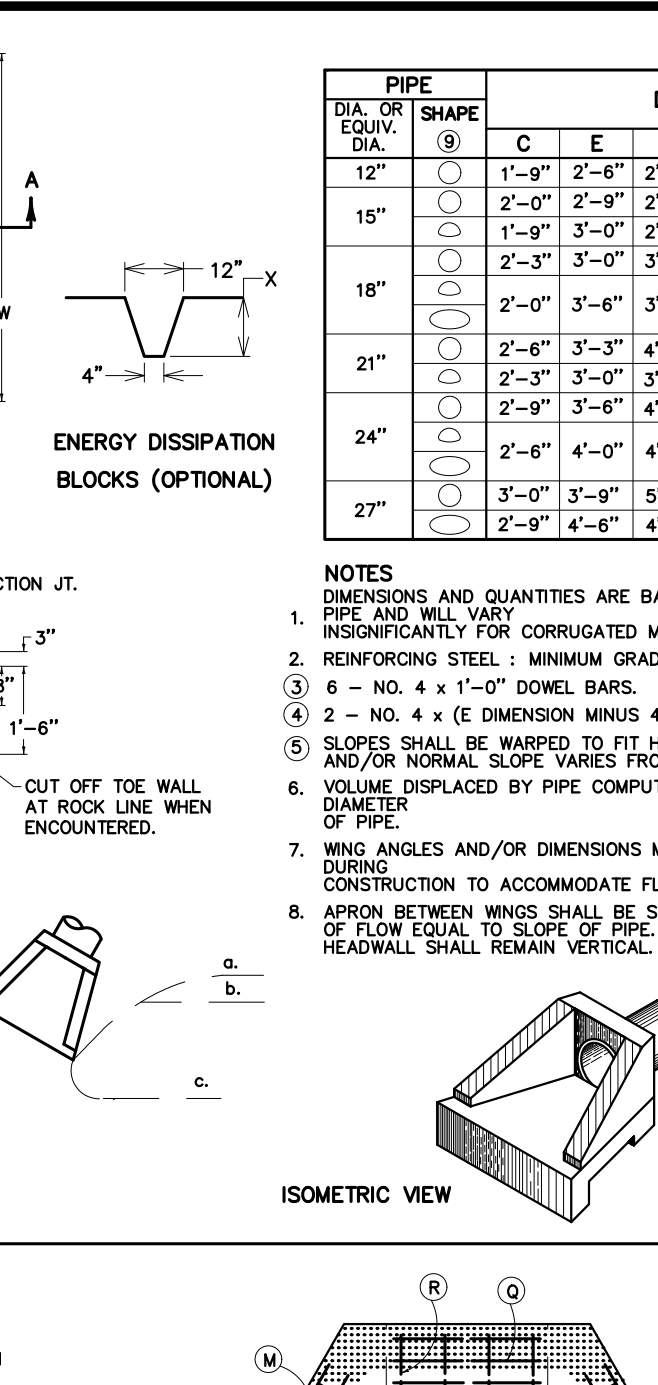 PIPE
DIA. OR EQUIV. DIA.
SHAPE
9
C E
12" 1'–9" 2'–6"
15" 2'–0" 2'–9"
1'–9" 3'–0"
18" 2'–3" 3'–0"
2'–0" 3'–6"
21" 2'–6" 3'–3"
2'–3" 3'–0"
24" 2'–9" 3'–6"
2'–6" 4'–0"
27" 3'–0" 3'–9"
2'–9" 4'–6"
A
W
12"
X
4"
ENERGY DISSIPATION
BLOCKS (OPTIONAL)
CTION JT.
3"
1'–6"
CUT OFF TOE WALL
AT ROCK LINE WHEN
ENCOUNTERED.
NOTES
1. DIMENSIONS AND QUANTITIES ARE BA
PIPE AND WILL VARY
INSIGNIFICANTLY FOR CORRUGATED M
2. REINFORCING STEEL : MINIMUM GRAD
3 6 – NO. 4 x 1'–0" DOWEL BARS.
4 2 – NO. 4 x (E DIMENSION MINUS 4
5 SLOPES SHALL BE WARPED TO FIT H
AND/OR NORMAL SLOPE VARIES FRO
6. VOLUME DISPLACED BY PIPE COMPUT
DIAMETER
OF PIPE.
7. WING ANGLES AND/OR DIMENSIONS M
DURING
CONSTRUCTION TO ACCOMMODATE FL
8. APRON BETWEEN WINGS SHALL BE S
OF FLOW EQUAL TO SLOPE OF PIPE.
HEADWALL SHALL REMAIN VERTICAL.
a.
b.
c.
ISOMETRIC VIEW
R
Q
M